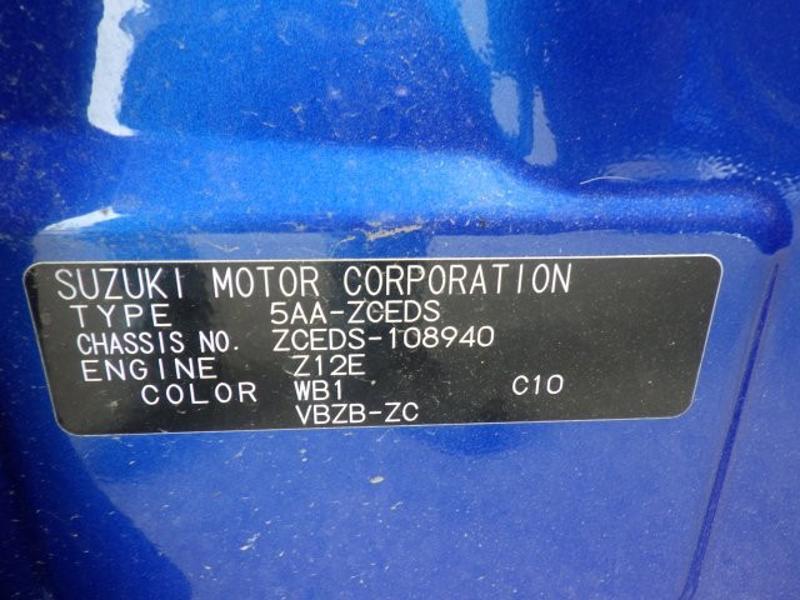 SUZUKI MOTOR CORPORATION
TYPE 5AA-ZCEDS
CHASSIS NO. ZCEDS-108940
ENGINE Z12E
COLOR WB1 C10
VBZB-ZC